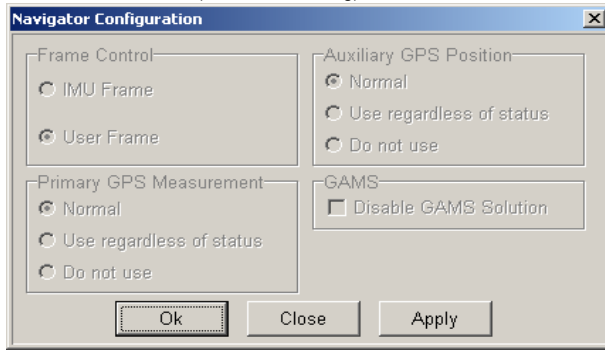 Navigator Configuration
Frame Control
IMU Frame
User Frame
Auxiliary GPS Position
Normal
Use regardless of status
Do not use
Primary GPS Measurement
Normal
Use regardless of status
Do not use
GAMS
Disable GAMS Solution
Ok
Close
Apply